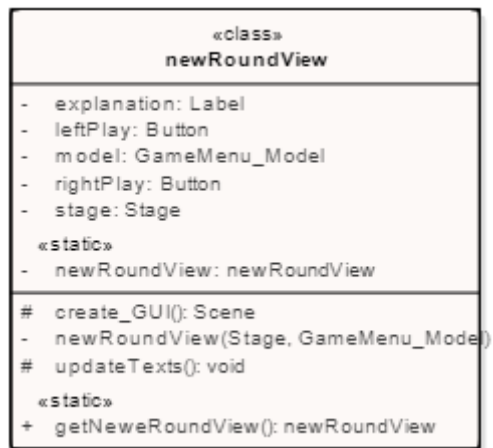 «class»
newRoundView
- explanation: Label
- leftPlay: Button
- model: GameMenu_Model
- rightPlay: Button
- stage: Stage
«static»
- newRoundView: newRoundView
# create_GUI(): Scene
- newRoundView(Stage, GameMenu_Model)
# updateTexts(): void
«static»
+ getNeweRoundView(): newRoundView